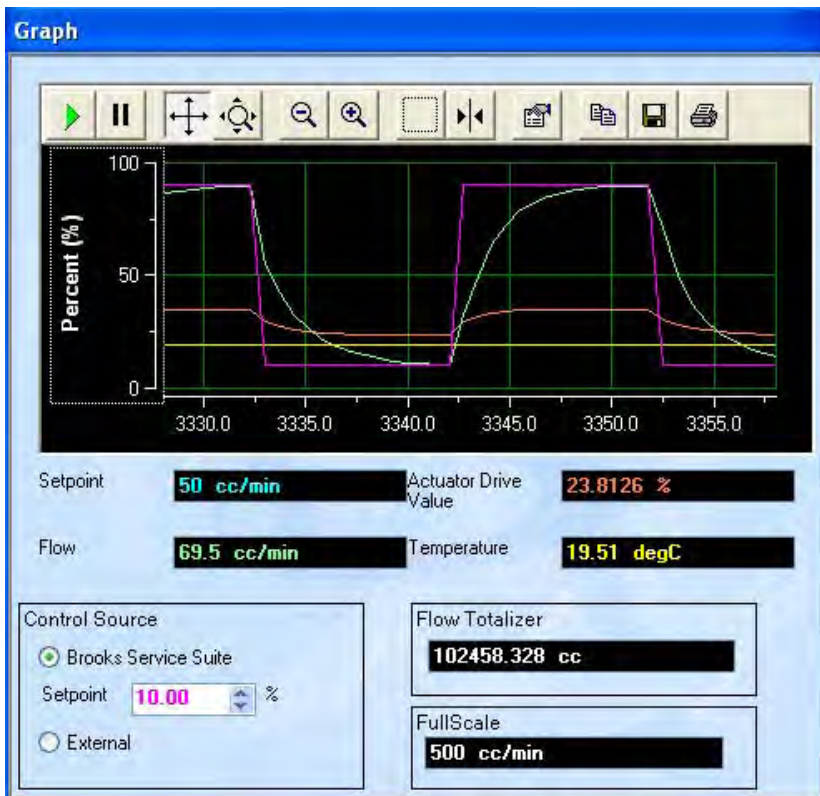 Graph
100
50
0
Percent (%)
3330.0 3335.0 3340.0 3345.0 3350.0 3355.0
Setpoint 50 cc/min Actuator Drive Value 23.8126 %
Flow 69.5 cc/min Temperature 19.51 degC
Control Source
Brooks Service Suite
Setpoint 10.00 %
External
Flow Totalizer
102458.328 cc
FullScale
500 cc/min